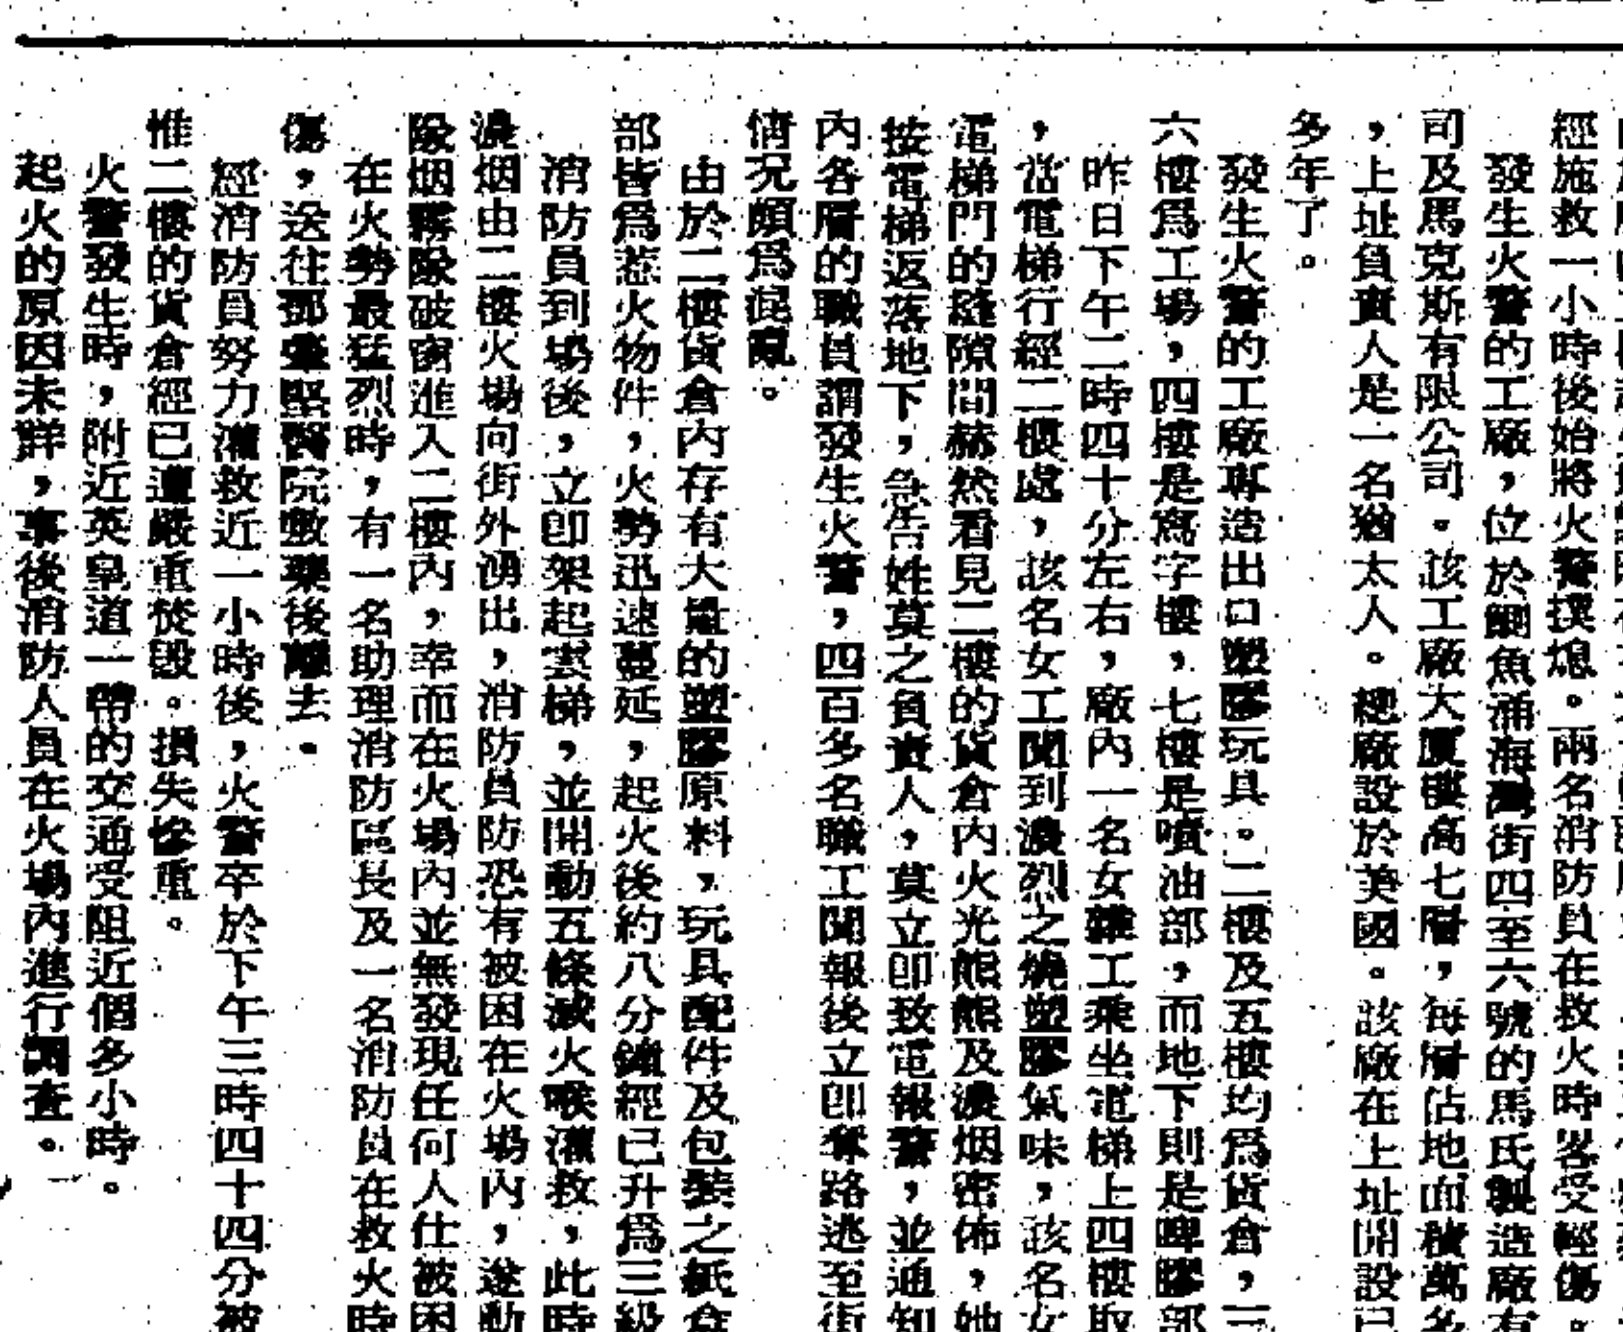 經施救一小時後始將火警撲熄。兩名消防員在救火時畧受輕傷。
發生火警的工廠，位於鰂魚涌海灣街四至六號的馬氏製造廠有
司及馬克斯有限公司。該工廠大廈樓高七層，每層佔地面積萬多
，上址負責人是一名猶太人。總廠設於美國。該廠在上址開設已
多年了。
發生火警的工廠專造出口塑膠玩具。二樓及五樓均爲貨倉，三
六樓爲工場，四樓是寫字樓，七樓是噴油部，而地下則是啤膠部
昨日下午二時四十分左右，廠內一名女雜工乘坐電梯上四樓取
，當電梯行經二樓處，該名女工聞到濃烈之燒塑膠氣味，該名女
電梯門的縫隙間赫然看見二樓的貨倉內火光熊熊及濃烟密佈，她
按電梯返落地下，急告姓莫之負責人，莫立即致電報警，並通知
內各層的職員謂發生火警，四百多名職工聞報後立即奪路逃至街
情况頗爲混亂。
由於二樓貨倉內存有大量的塑膠原料，玩具配件及包裝之紙盒
部皆爲惹火物件，火勢迅速蔓延，起火後約八分鐘經已升爲三級
消防員到場後，立即架起雲梯，並開動五條滅火喉灌救，此時
濃烟由二樓火場向街外湧出，消防員防恐有被困在火場內，遂動
隊烟霧隊破窗進入二樓內，幸而在火場內並無發現任何人仕被困
在火勢最猛烈時，有一名助理消防區長及一名消防員在救火時
傷，送往鄧肇堅醫院敷藥後離去。
經消防員努力灌救近一小時後，火警卒於下午三時四十四分被
惟二樓的貨倉經已遭嚴重焚毀。損失慘重。
火警發生時，附近英皇道一帶的交通受阻近個多小時。
起火的原因未詳，事後消防人員在火場內進行調查。